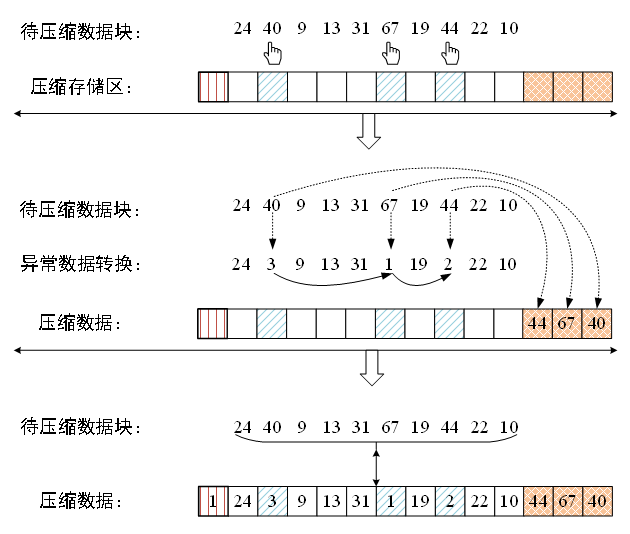 待压缩数据块： 24 40 9 13 31 67 19 44 22 10
压缩存储区：
待压缩数据块： 24 40 9 13 31 67 19 44 22 10
异常数据转换： 24 3 9 13 31 1 19 2 22 10
压缩数据： 44 67 40
待压缩数据块： 24 40 9 13 31 67 19 44 22 10
压缩数据： 1 24 3 9 13 31 1 19 2 22 10 44 67 40